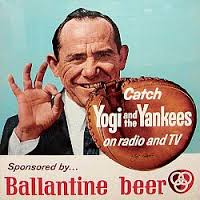 Catch
Yogi and the Yankees
on radio and TV
Sponsored by...
Ballantine beer